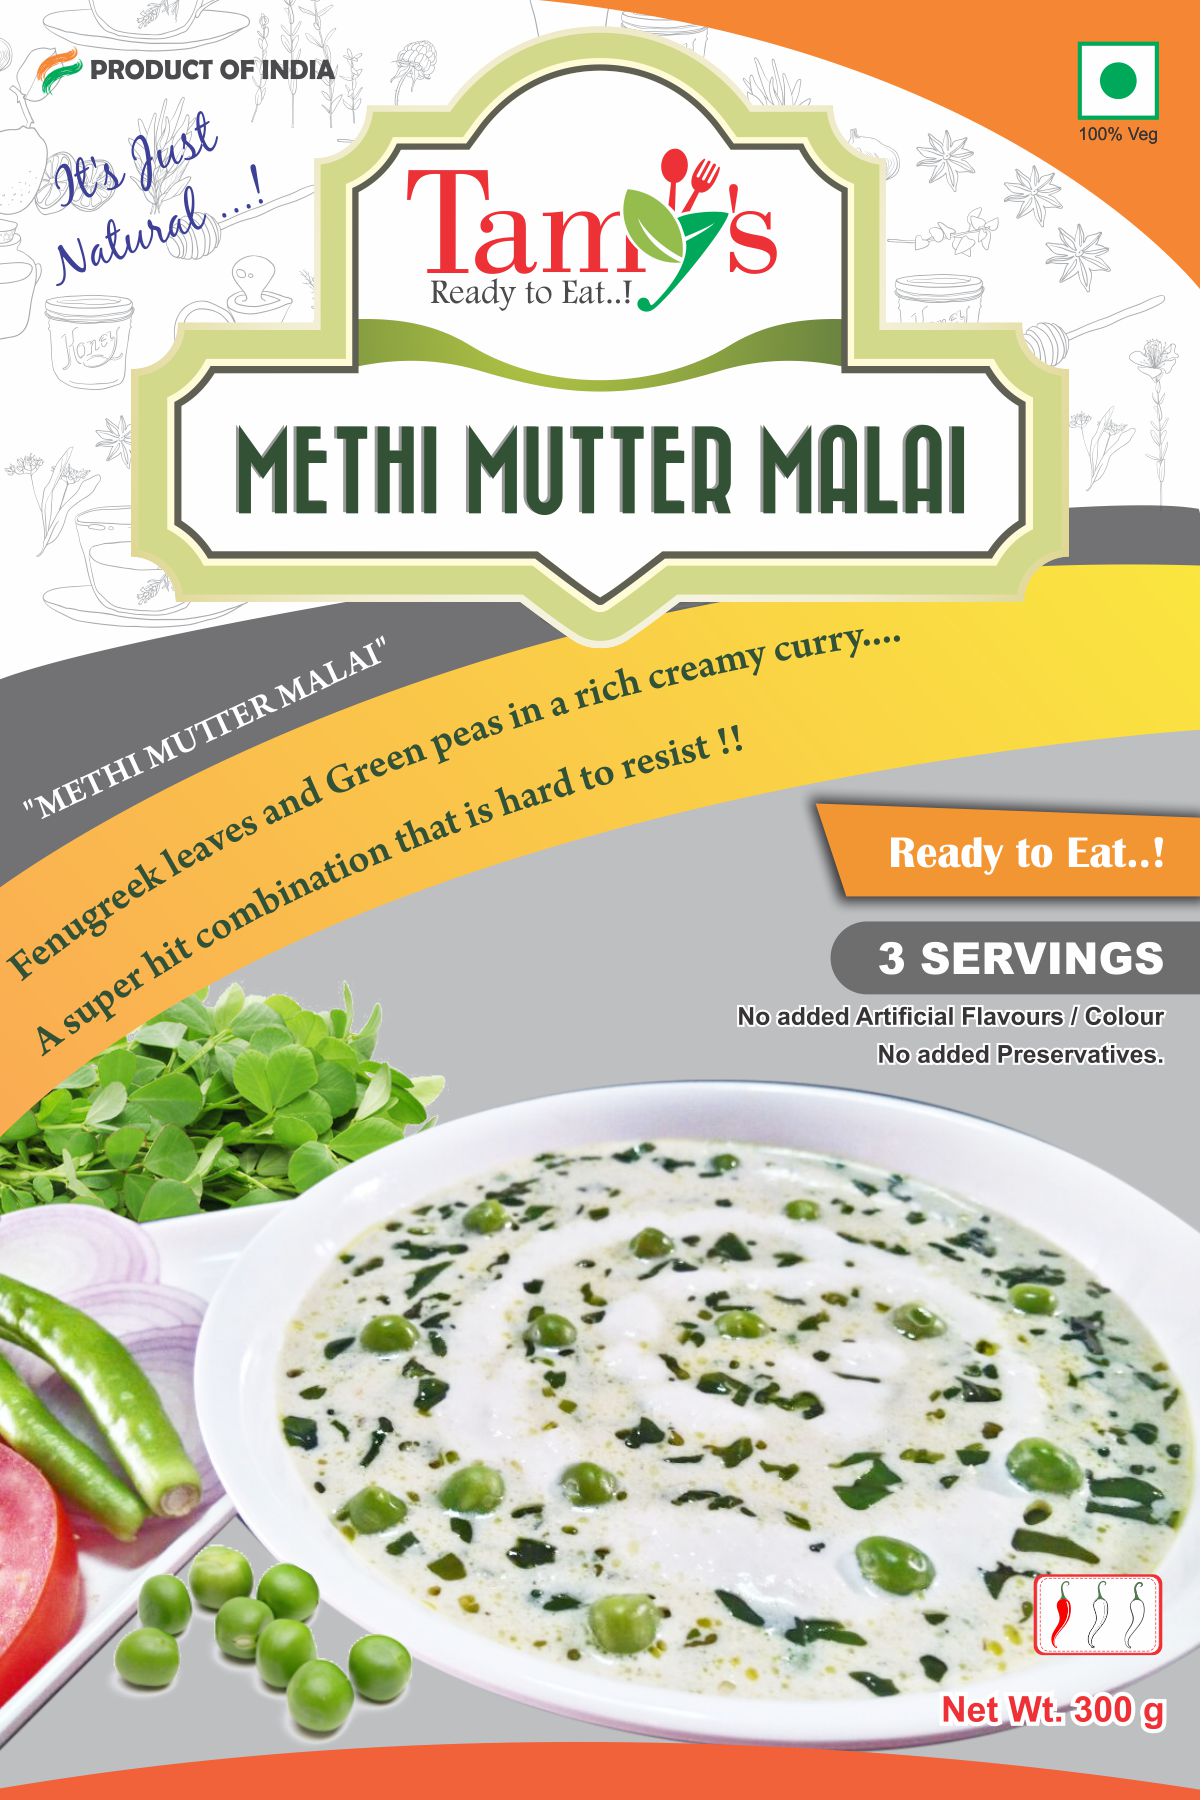 PRODUCT OF INDIA
It's Just
Natural ...!
100% Veg
Tamy's
Ready to Eat..!
Honey
METHI MUTTER MALAI
"METHI MUTTER MALAI"
Fenugreek leaves and Green peas in a rich creamy curry....
A super hit combination that is hard to resist !!
Ready to Eat..!
3 SERVINGS
No added Artificial Flavours / Colour
No added Preservatives.
Net Wt. 300 g